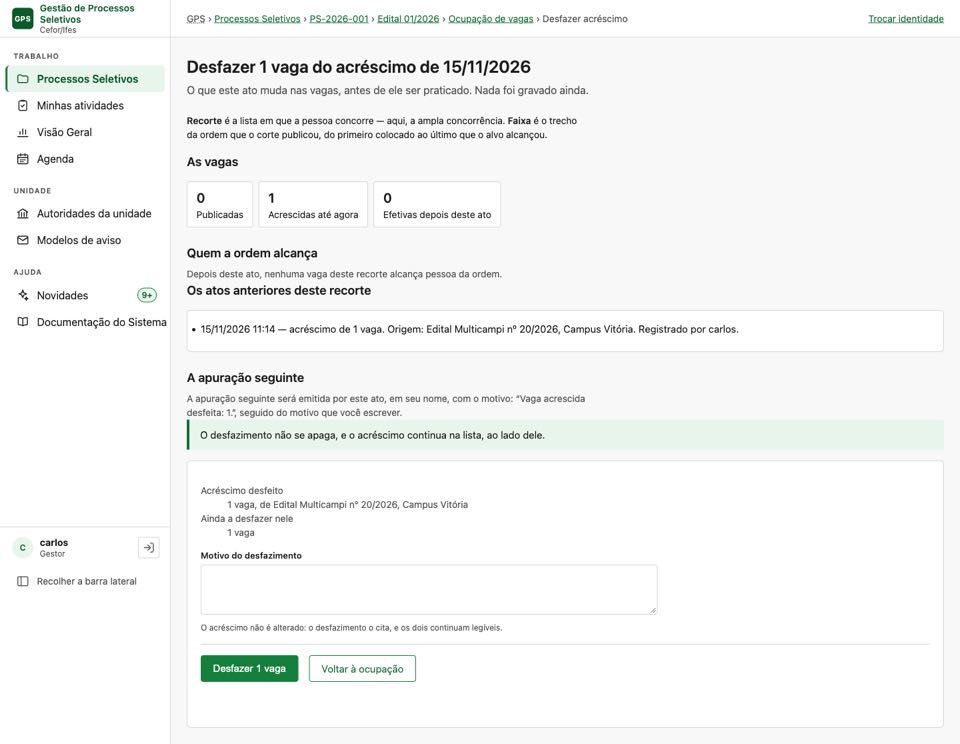 GPS
Gestão de Processos
Seletivos
Cefor/Ifes
TRABALHO
Processos Seletivos
Minhas atividades
Visão Geral
Agenda
UNIDADE
Autoridades da unidade
Modelos de aviso
AJUDA
Novidades 9+
Documentação do Sistema
C
carlos
Gestor
Recolher a barra lateral
GPS › Processos Seletivos › PS-2026-001 › Edital 01/2026 › Ocupação de vagas › Desfazer acréscimo
Trocar identidade
Desfazer 1 vaga do acréscimo de 15/11/2026
O que este ato muda nas vagas, antes de ele ser praticado. Nada foi gravado ainda.
Recorte é a lista em que a pessoa concorre — aqui, a ampla concorrência. Faixa é o trecho
da ordem que o corte publicou, do primeiro colocado ao último que o alvo alcançou.
As vagas
0
Publicadas
1
Acrescidas até agora
0
Efetivas depois deste ato
Quem a ordem alcança
Depois deste ato, nenhuma vaga deste recorte alcança pessoa da ordem.
Os atos anteriores deste recorte
• 15/11/2026 11:14 — acréscimo de 1 vaga. Origem: Edital Multicampi nº 20/2026, Campus Vitória. Registrado por carlos.
A apuração seguinte
A apuração seguinte será emitida por este ato, em seu nome, com o motivo: “Vaga acrescida
desfeita: 1.”, seguido do motivo que você escrever.
O desfazimento não se apaga, e o acréscimo continua na lista, ao lado dele.
Acréscimo desfeito
1 vaga, de Edital Multicampi nº 20/2026, Campus Vitória
Ainda a desfazer nele
1 vaga
Motivo do desfazimento
O acréscimo não é alterado: o desfazimento o cita, e os dois continuam legíveis.
Desfazer 1 vaga
Voltar à ocupação